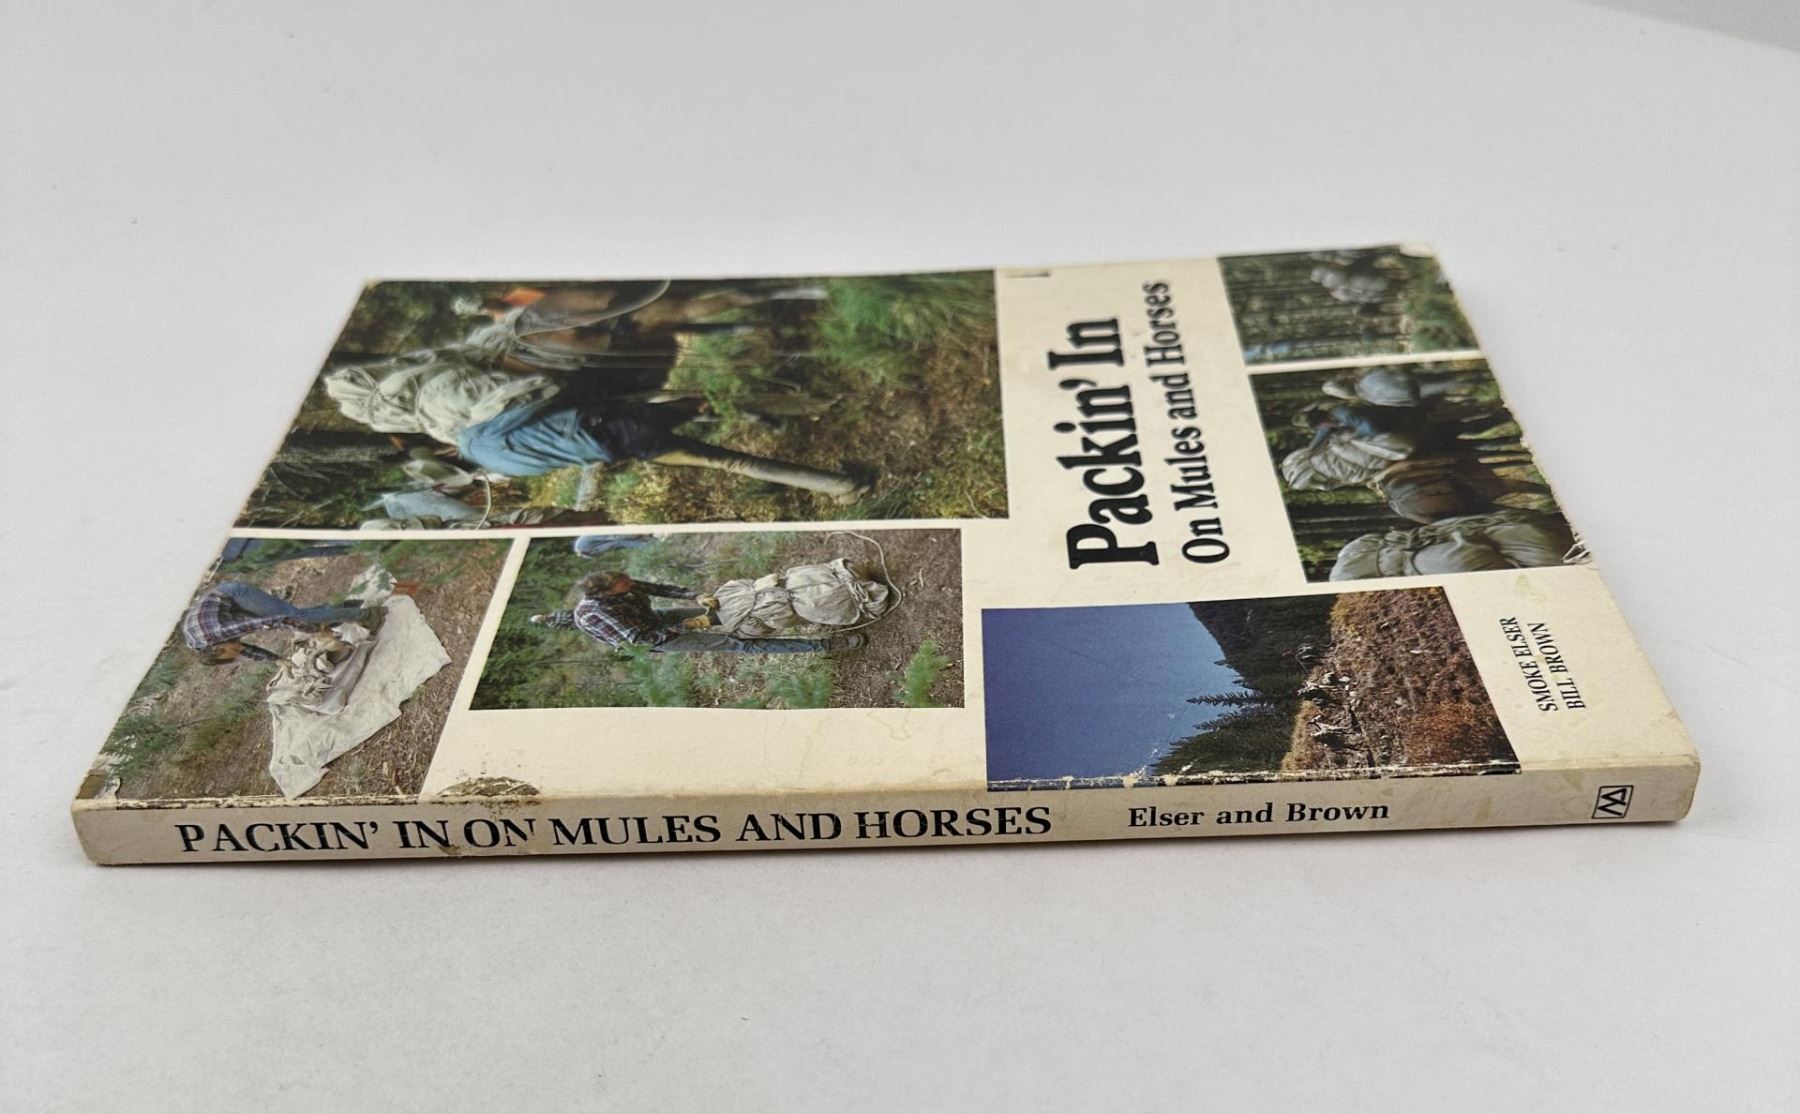 Packin' In
On Mules and Horses
SMOKE ELSER
BILL BROWN
PACKIN' IN ON MULES AND HORSES Elser and Brown